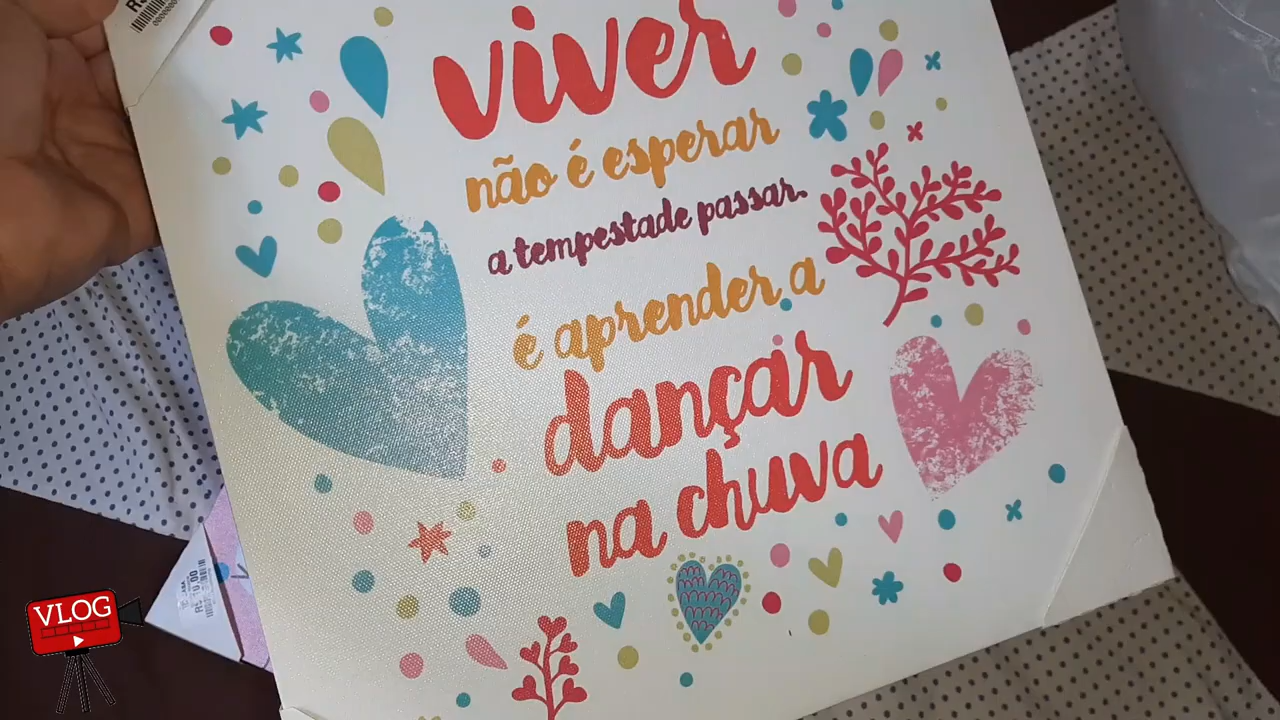 viver
não é esperar
a tempestade passar.
é aprender a
dançar
na chuva
VLOG